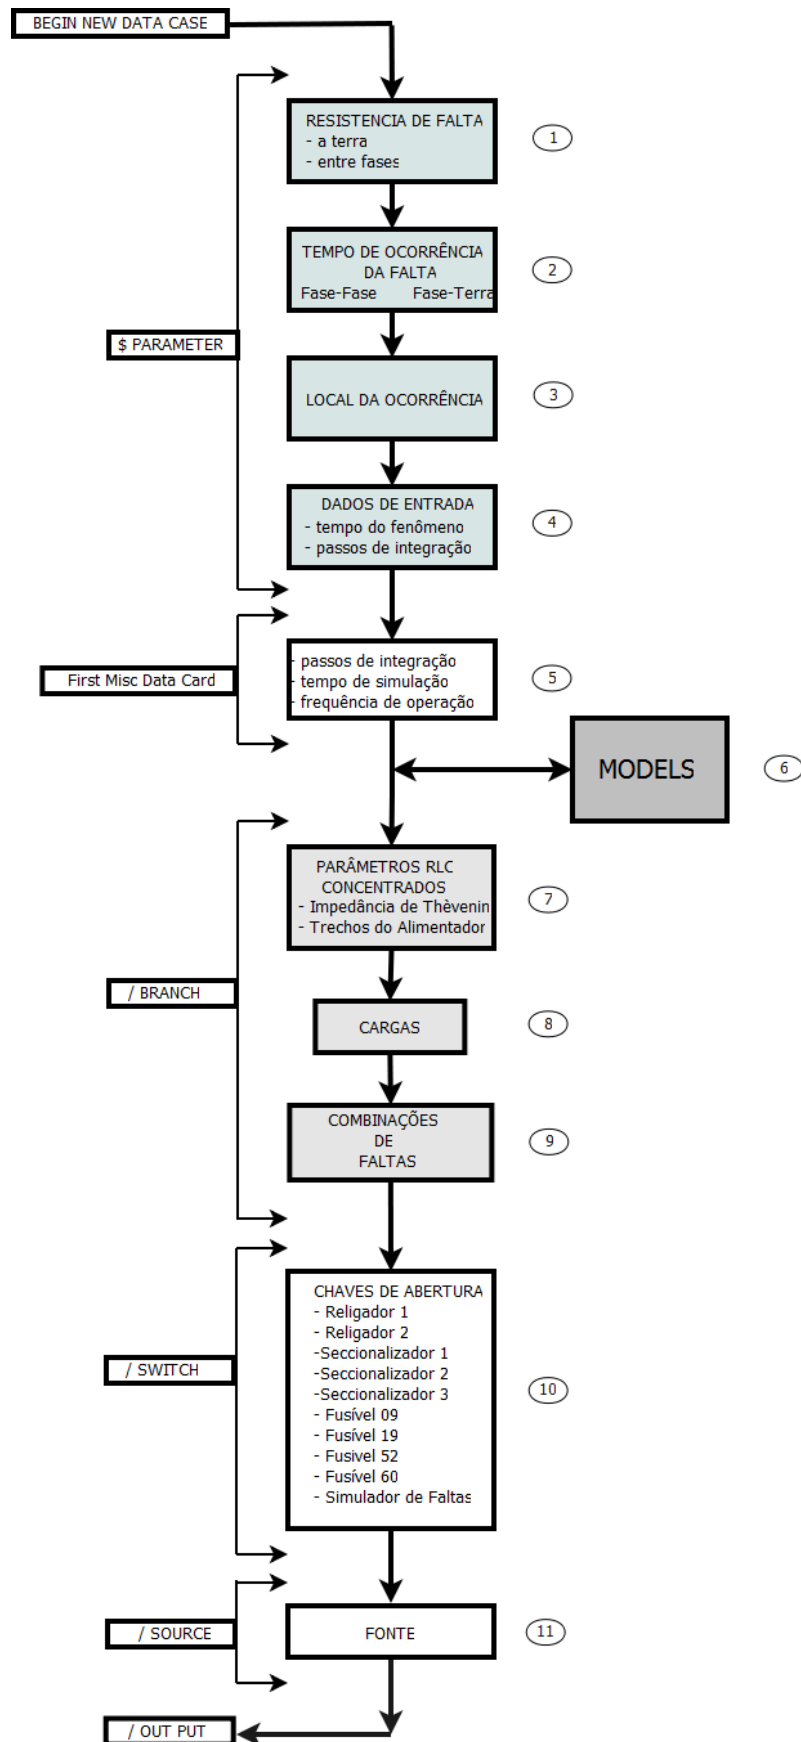 BEGIN NEW DATA CASE
RESISTENCIA DE FALTA
- a terra
- entre fases
1
TEMPO DE OCORRÊNCIA
DA FALTA
Fase-Fase Fase-Terra
2
$ PARAMETER
LOCAL DA OCORRÊNCIA
3
DADOS DE ENTRADA
- tempo do fenômeno
- passos de integração
4
First Misc Data Card
- passos de integração
- tempo de simulação
- frequência de operação
5
MODELS
6
PARÂMETROS RLC
CONCENTRADOS
- Impedância de Thèvenin
- Trechos do Alimentador
7
/ BRANCH
CARGAS
8
COMBINAÇÕES
DE
FALTAS
9
/ SWITCH
CHAVES DE ABERTURA
- Religador 1
- Religador 2
-Seccionalizador 1
-Seccionalizador 2
-Seccionalizador 3
- Fusível 09
- Fusível 19
- Fusivel 52
- Fusível 60
- Simulador de Faltas
10
/ SOURCE
FONTE
11
/ OUT PUT